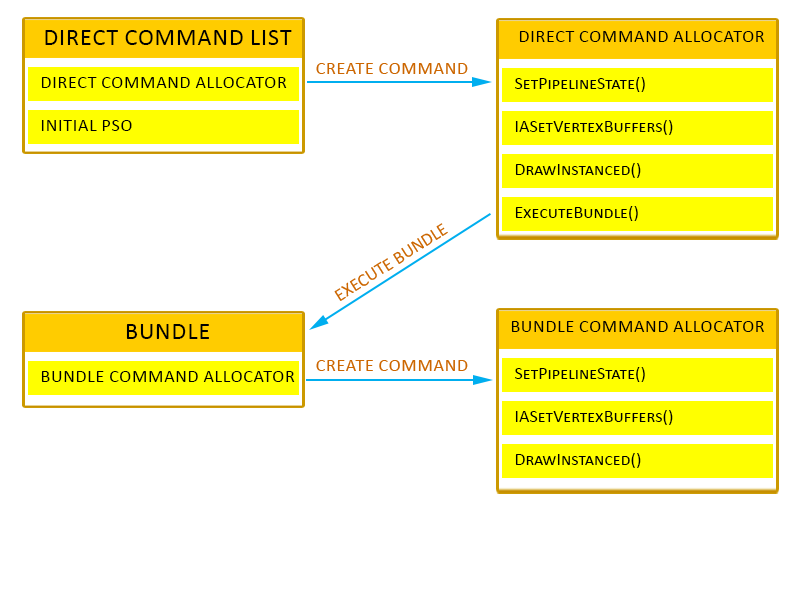 DIRECT COMMAND LIST
DIRECT COMMAND ALLOCATOR
INITIAL PSO
CREATE COMMAND
DIRECT COMMAND ALLOCATOR
SetPipelineState()
IASetVertexBuffers()
DrawInstanced()
ExecuteBundle()
EXECUTE BUNDLE
BUNDLE
BUNDLE COMMAND ALLOCATOR
CREATE COMMAND
BUNDLE COMMAND ALLOCATOR
SetPipelineState()
IASetVertexBuffers()
DrawInstanced()